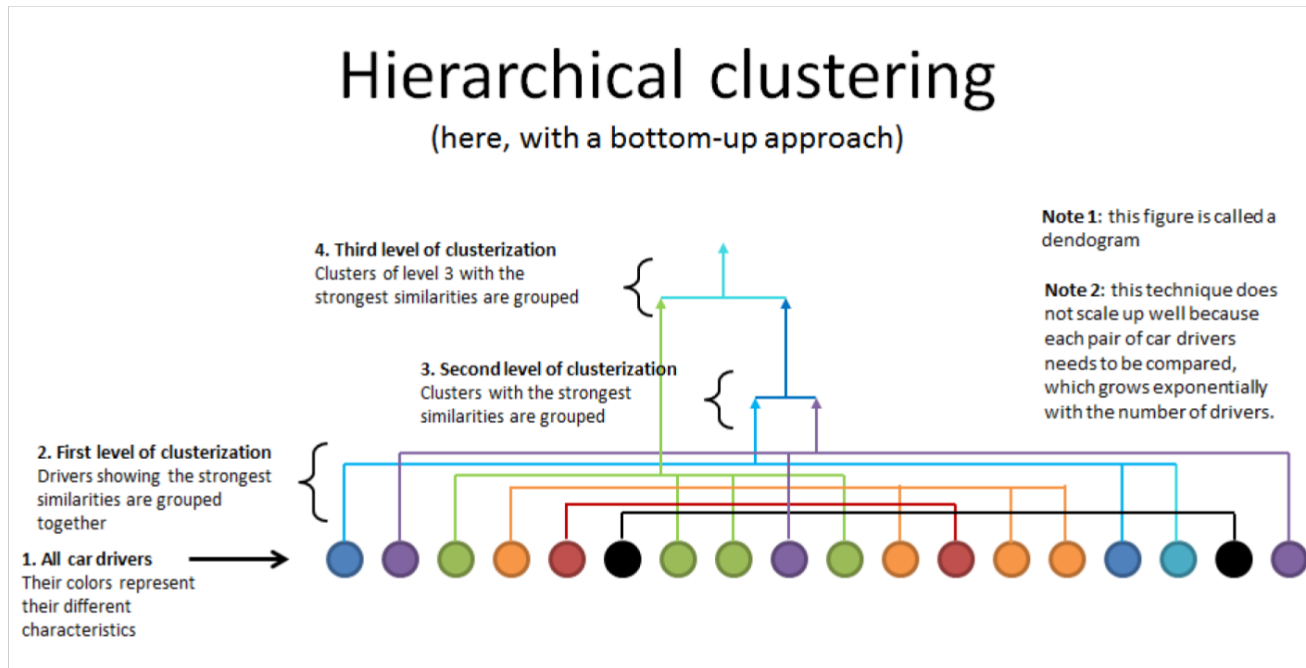 Hierarchical clustering
(here, with a bottom-up approach)
Note 1: this figure is called a
dendogram
Note 2: this technique does
not scale up well because
each pair of car drivers
needs to be compared,
which grows exponentially
with the number of drivers.
4. Third level of clusterization
Clusters of level 3 with the
strongest similarities are grouped
3. Second level of clusterization
Clusters with the strongest
similarities are grouped
2. First level of clusterization
Drivers showing the strongest
similarities are grouped
together
1. All car drivers
Their colors represent
their different
characteristics